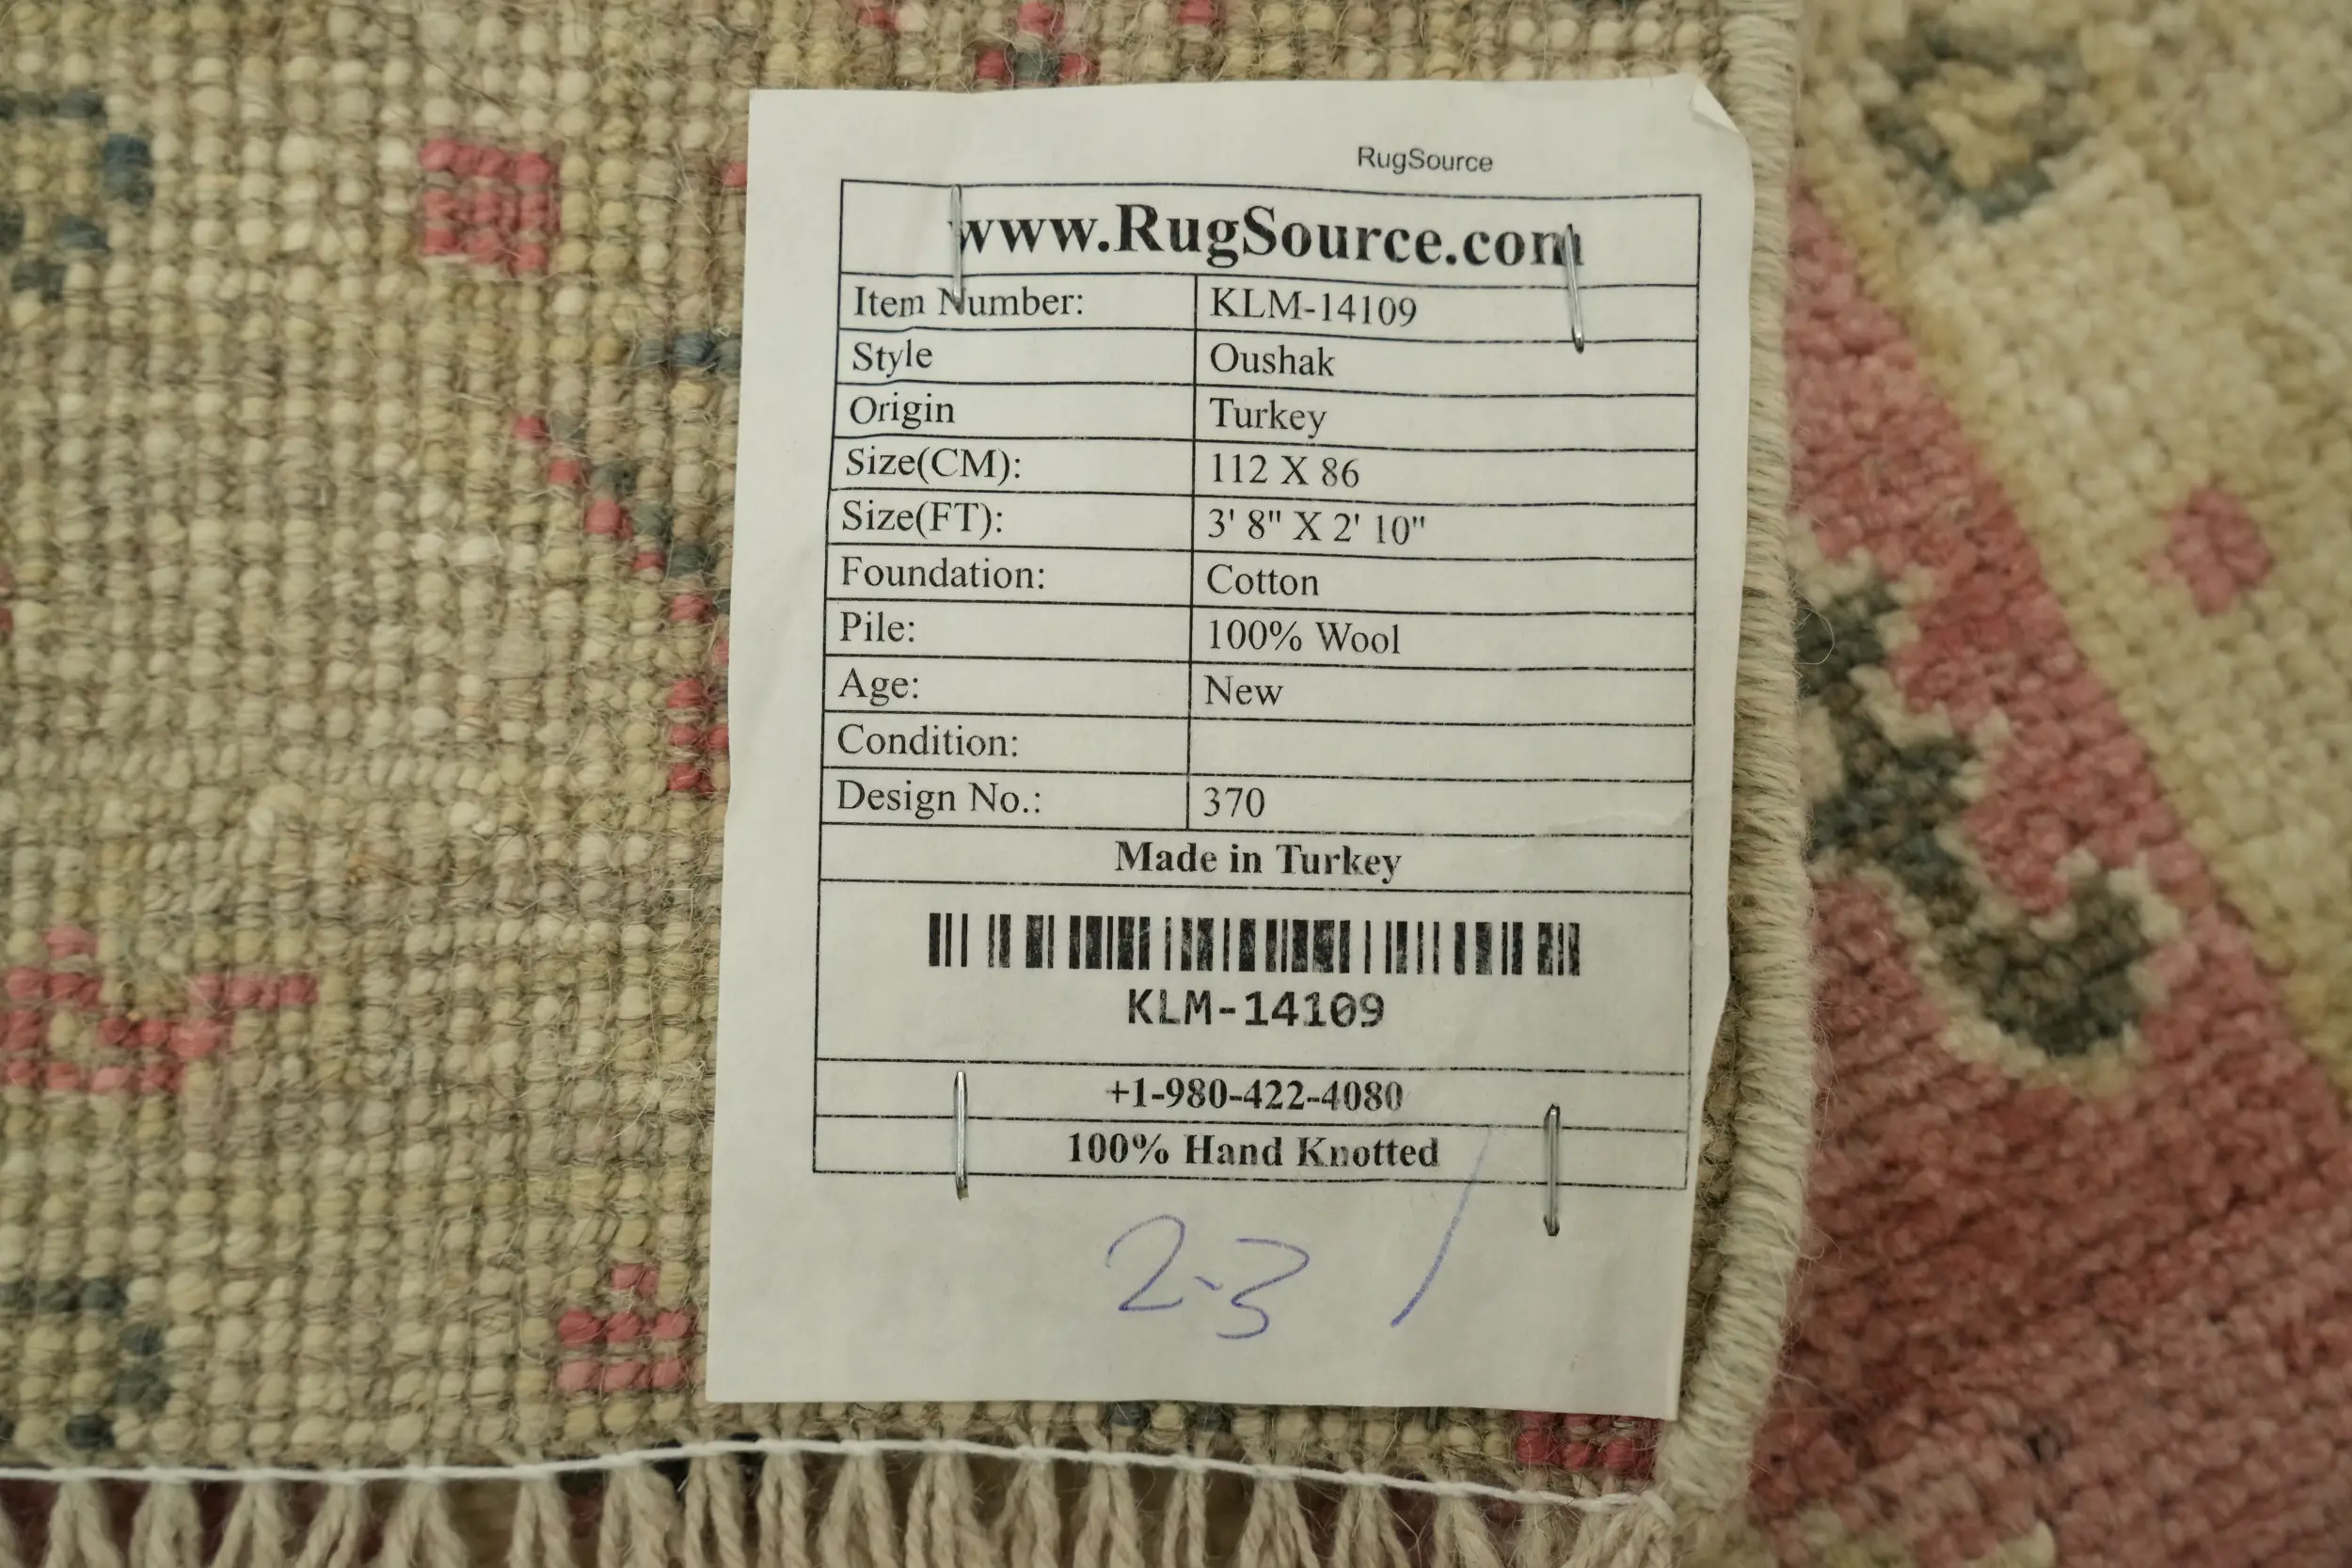 RugSource
www.RugSource.com
Item Number: KLM-14109
Style Oushak
Origin Turkey
Size(CM): 112 X 86
Size(FT): 3' 8" X 2' 10"
Foundation: Cotton
Pile: 100% Wool
Age: New
Condition:
Design No.: 370
Made in Turkey
KLM-14109
+1-980-422-4080
100% Hand Knotted
2-3 /